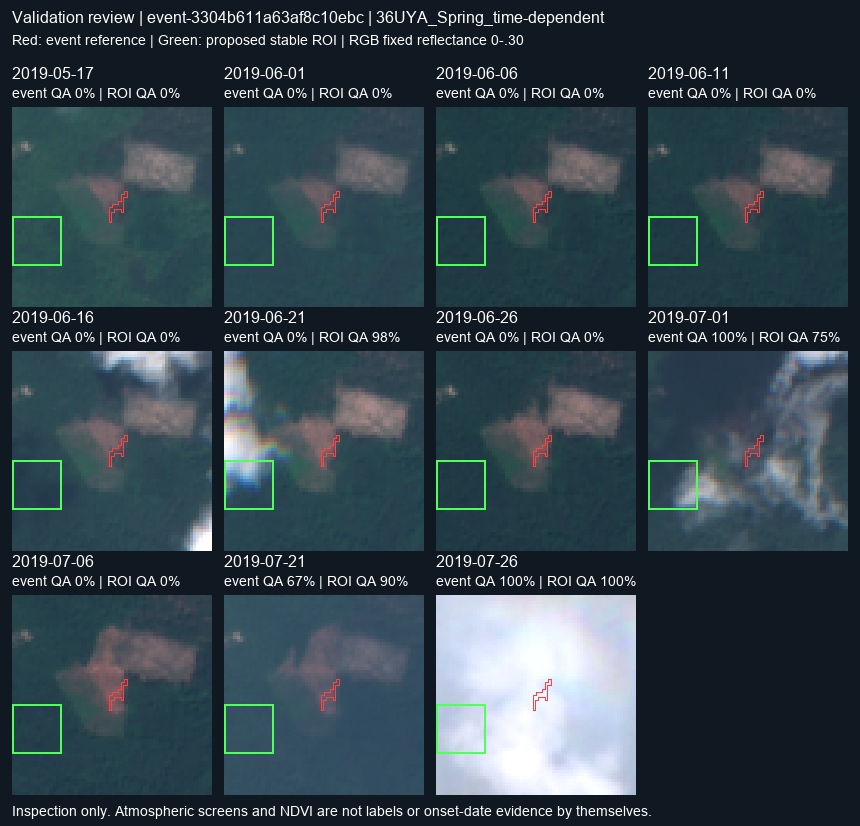 Validation review | event-3304b611a63af8c10ebc | 36UYA_Spring_time-dependent
Red: event reference | Green: proposed stable ROI | RGB fixed reflectance 0-.30
2019-05-17
event QA 0% | ROI QA 0%
2019-06-01
event QA 0% | ROI QA 0%
2019-06-06
event QA 0% | ROI QA 0%
2019-06-11
event QA 0% | ROI QA 0%
2019-06-16
event QA 0% | ROI QA 0%
2019-06-21
event QA 0% | ROI QA 98%
2019-06-26
event QA 0% | ROI QA 0%
2019-07-01
event QA 100% | ROI QA 75%
2019-07-06
event QA 0% | ROI QA 0%
2019-07-21
event QA 67% | ROI QA 90%
2019-07-26
event QA 100% | ROI QA 100%
Inspection only. Atmospheric screens and NDVI are not labels or onset-date evidence by themselves.